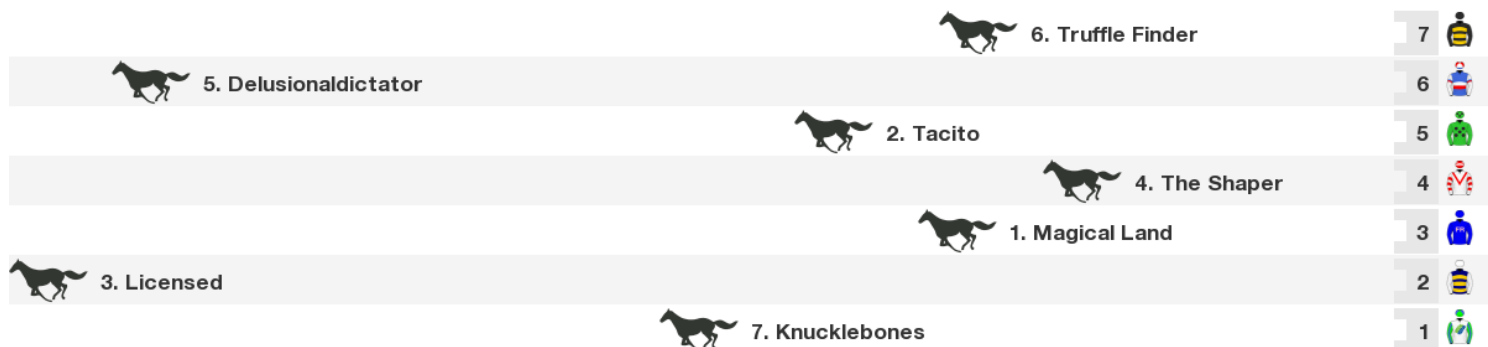 6. Truffle Finder 7
5. Delusionaldictator 6
2. Tacito 5
4. The Shaper 4
1. Magical Land 3
3. Licensed 2
7. Knucklebones 1